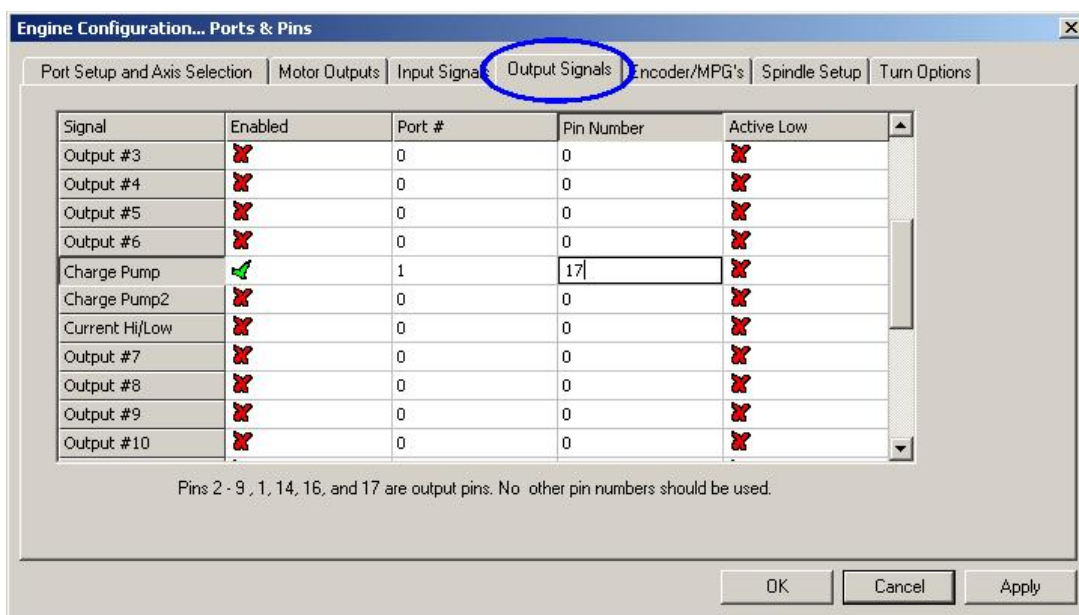 Engine Configuration... Ports & Pins
Port Setup and Axis Selection Motor Outputs Input Signals Output Signals Encoder/MPG's Spindle Setup Turn Options
Signal Enabled Port # Pin Number Active Low
Output #3 0 0
Output #4 0 0
Output #5 0 0
Output #6 0 0
Charge Pump 1 17
Charge Pump2 0 0
Current Hi/Low 0 0
Output #7 0 0
Output #8 0 0
Output #9 0 0
Output #10 0 0
Pins 2 - 9 , 1, 14, 16, and 17 are output pins. No other pin numbers should be used.
OK Cancel Apply